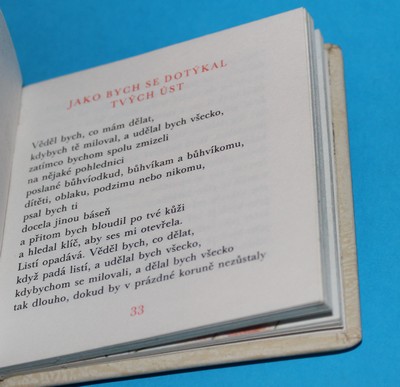 JAKO BYCH SE DOTÝKAL
TVÝCH ÚST
Věděl bych, co mám dělat,
kdybych tě miloval, a udělal bych všecko,
zatímco bychom spolu zmizeli
na nějaké pohlednici
poslané bůhvíodkud, bůhvíkam a bůhvíkomu,
dítěti, oblaku, podzimu nebo nikomu,
psal bych ti
docela jinou báseň
a přitom bych bloudil po tvé kůži
a hledal klíč, aby ses mi otevřela.
Listí opadává. Věděl bych, co dělat,
když padá listí, a udělal bych všecko,
kdybychom se milovali, a dělal bych všecko
tak dlouho, dokud by v prázdné koruně nezůstaly
33